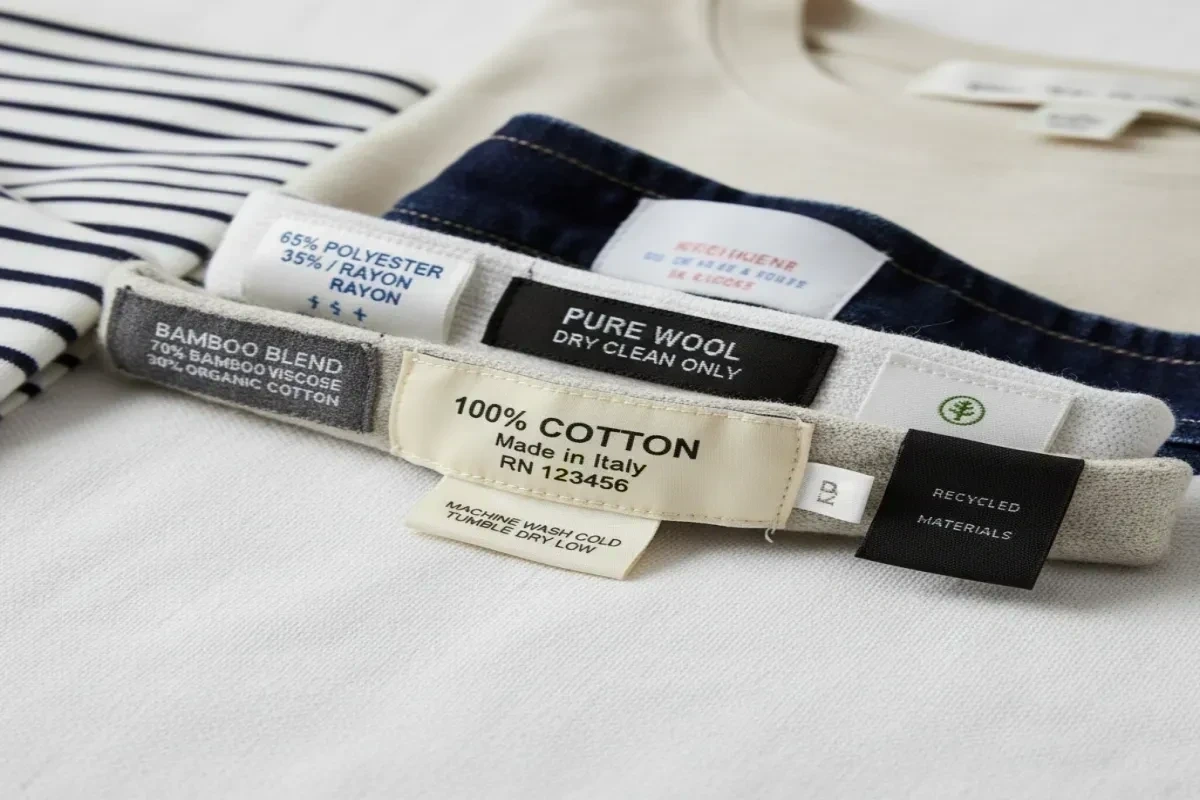 65% POLYESTER
35% / RAYON
RAYON
PURE WOOL
DRY CLEAN ONLY
BAMBOO BLEND
70% BAMBOO VISCOSE
30% ORGANIC COTTON
100% COTTON
Made in Italy
RN 123456
MACHINE WASH COLD
TUMBLE DRY LOW
RECYCLED
MATERIALS